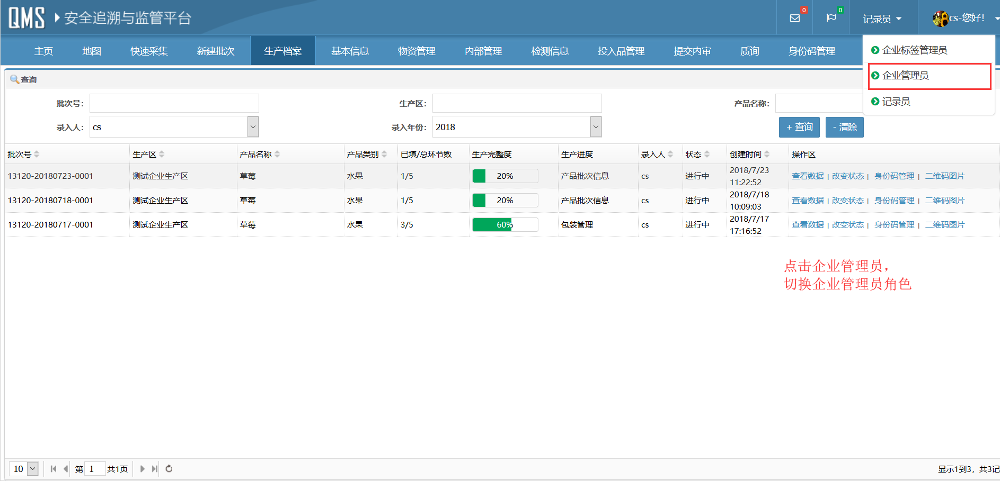 QMS 安全追溯与监管平台 0 0 记录员 cs-您好!
主页 地图 快速采集 新建批次 生产档案 基本信息 物资管理 内部管理 检测信息 投入品管理 提交内审 质询 身份码管理
企业标签管理员
企业管理员
记录员
查询
批次号: 生产区: 产品名称:
录入人: cs 录入年份: 2018 + 查询 - 清除
批次号 生产区 产品名称 产品类别 已填/总环节数 生产完整度 生产进度 录入人 状态 创建时间 操作区
13120-20180723-0001 测试企业生产区 草莓 水果 1/5 20% 产品批次信息 cs 进行中 2018/7/23 11:22:52 查看数据 | 改变状态 | 身份码管理 | 二维码图片
13120-20180718-0001 测试企业生产区 草莓 水果 1/5 20% 产品批次信息 cs 进行中 2018/7/18 10:09:03 查看数据 | 改变状态 | 身份码管理 | 二维码图片
13120-20180717-0001 测试企业生产区 草莓 水果 3/5 60% 包装管理 cs 进行中 2018/7/17 17:16:52 查看数据 | 改变状态 | 身份码管理 | 二维码图片
点击企业管理员，
切换企业管理员角色
10 第 1 共1页 显示1到3，共3记